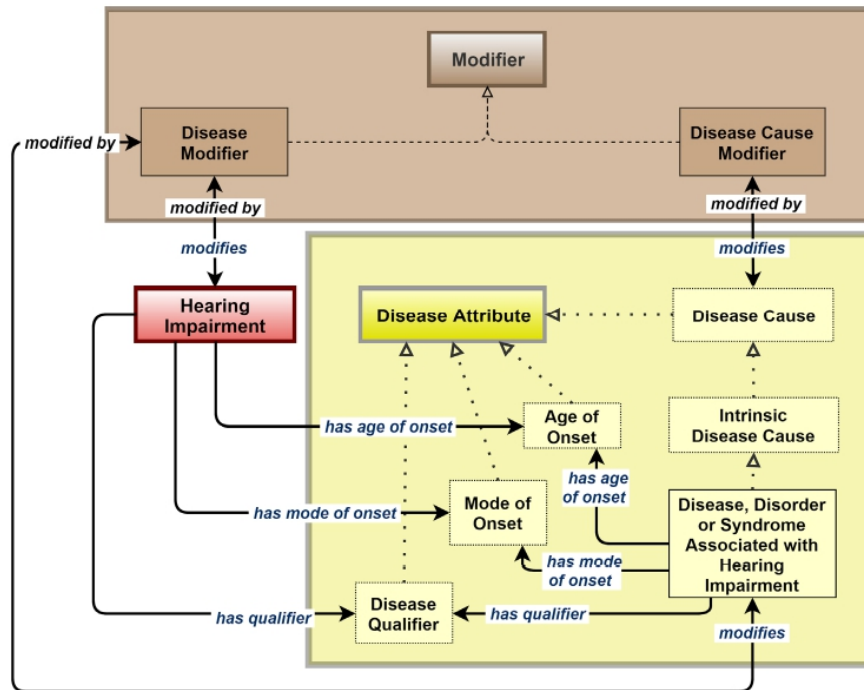 Modifier
Disease
Modifier
Disease Cause
Modifier
modified by
modified by
modified by
modifies
modifies
Hearing
Impairment
Disease Attribute
Disease Cause
Age of
Onset
has age of onset
Intrinsic
Disease Cause
has age
of onset
Mode of
Onset
has mode of onset
Disease, Disorder
or Syndrome
Associated with
Hearing
Impairment
has mode
of onset
Disease
Qualifier
has qualifier
has qualifier
modifies